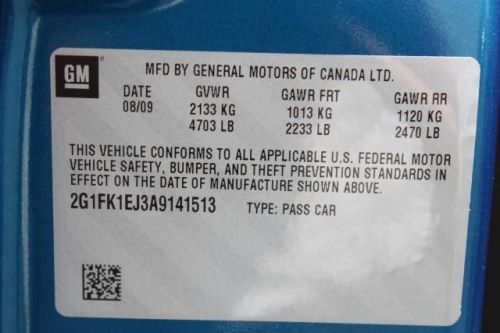 GM
MFD BY GENERAL MOTORS OF CANADA LTD.
DATE GVWR GAWR FRT GAWR RR
08/09 2133 KG 1013 KG 1120 KG
4703 LB 2233 LB 2470 LB
THIS VEHICLE CONFORMS TO ALL APPLICABLE U.S. FEDERAL MOTOR
VEHICLE SAFETY, BUMPER, AND THEFT PREVENTION STANDARDS IN
EFFECT ON THE DATE OF MANUFACTURE SHOWN ABOVE.
2G1FK1EJ3A9141513 TYPE: PASS CAR